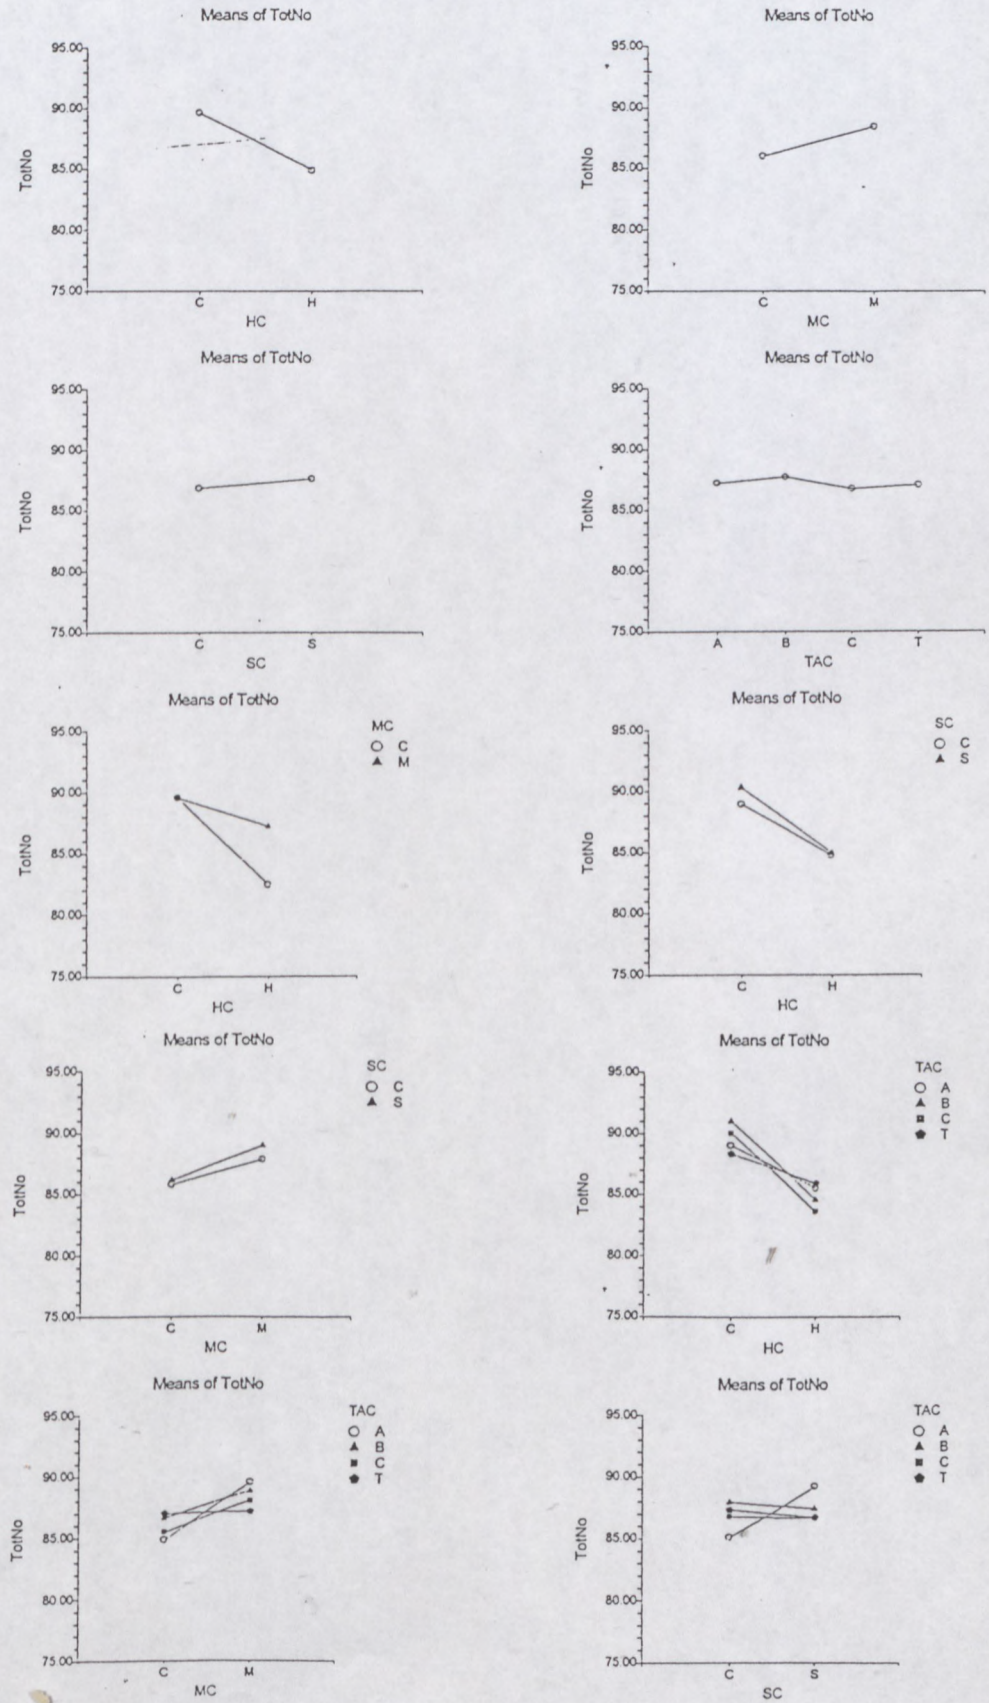 Means of TotNo
95.00
90.00
85.00
80.00
75.00
TotNo
C H
HC
Means of TotNo
95.00
90.00
85.00
80.00
75.00
TotNo
C M
MC
Means of TotNo
95.00
90.00
85.00
80.00
75.00
TotNo
C S
SC
Means of TotNo
95.00
90.00
85.00
80.00
75.00
TotNo
A B C T
TAC
Means of TotNo
MC
C
M
95.00
90.00
85.00
80.00
75.00
TotNo
C H
HC
Means of TotNo
SC
C
S
95.00
90.00
85.00
80.00
75.00
TotNo
C H
HC
Means of TotNo
SC
C
S
95.00
90.00
85.00
80.00
75.00
TotNo
C M
MC
Means of TotNo
TAC
A
B
C
T
95.00
90.00
85.00
80.00
75.00
TotNo
C H
HC
Means of TotNo
TAC
A
B
C
T
95.00
90.00
85.00
80.00
75.00
TotNo
C M
MC
Means of TotNo
TAC
A
B
C
T
95.00
90.00
85.00
80.00
75.00
TotNo
C S
SC